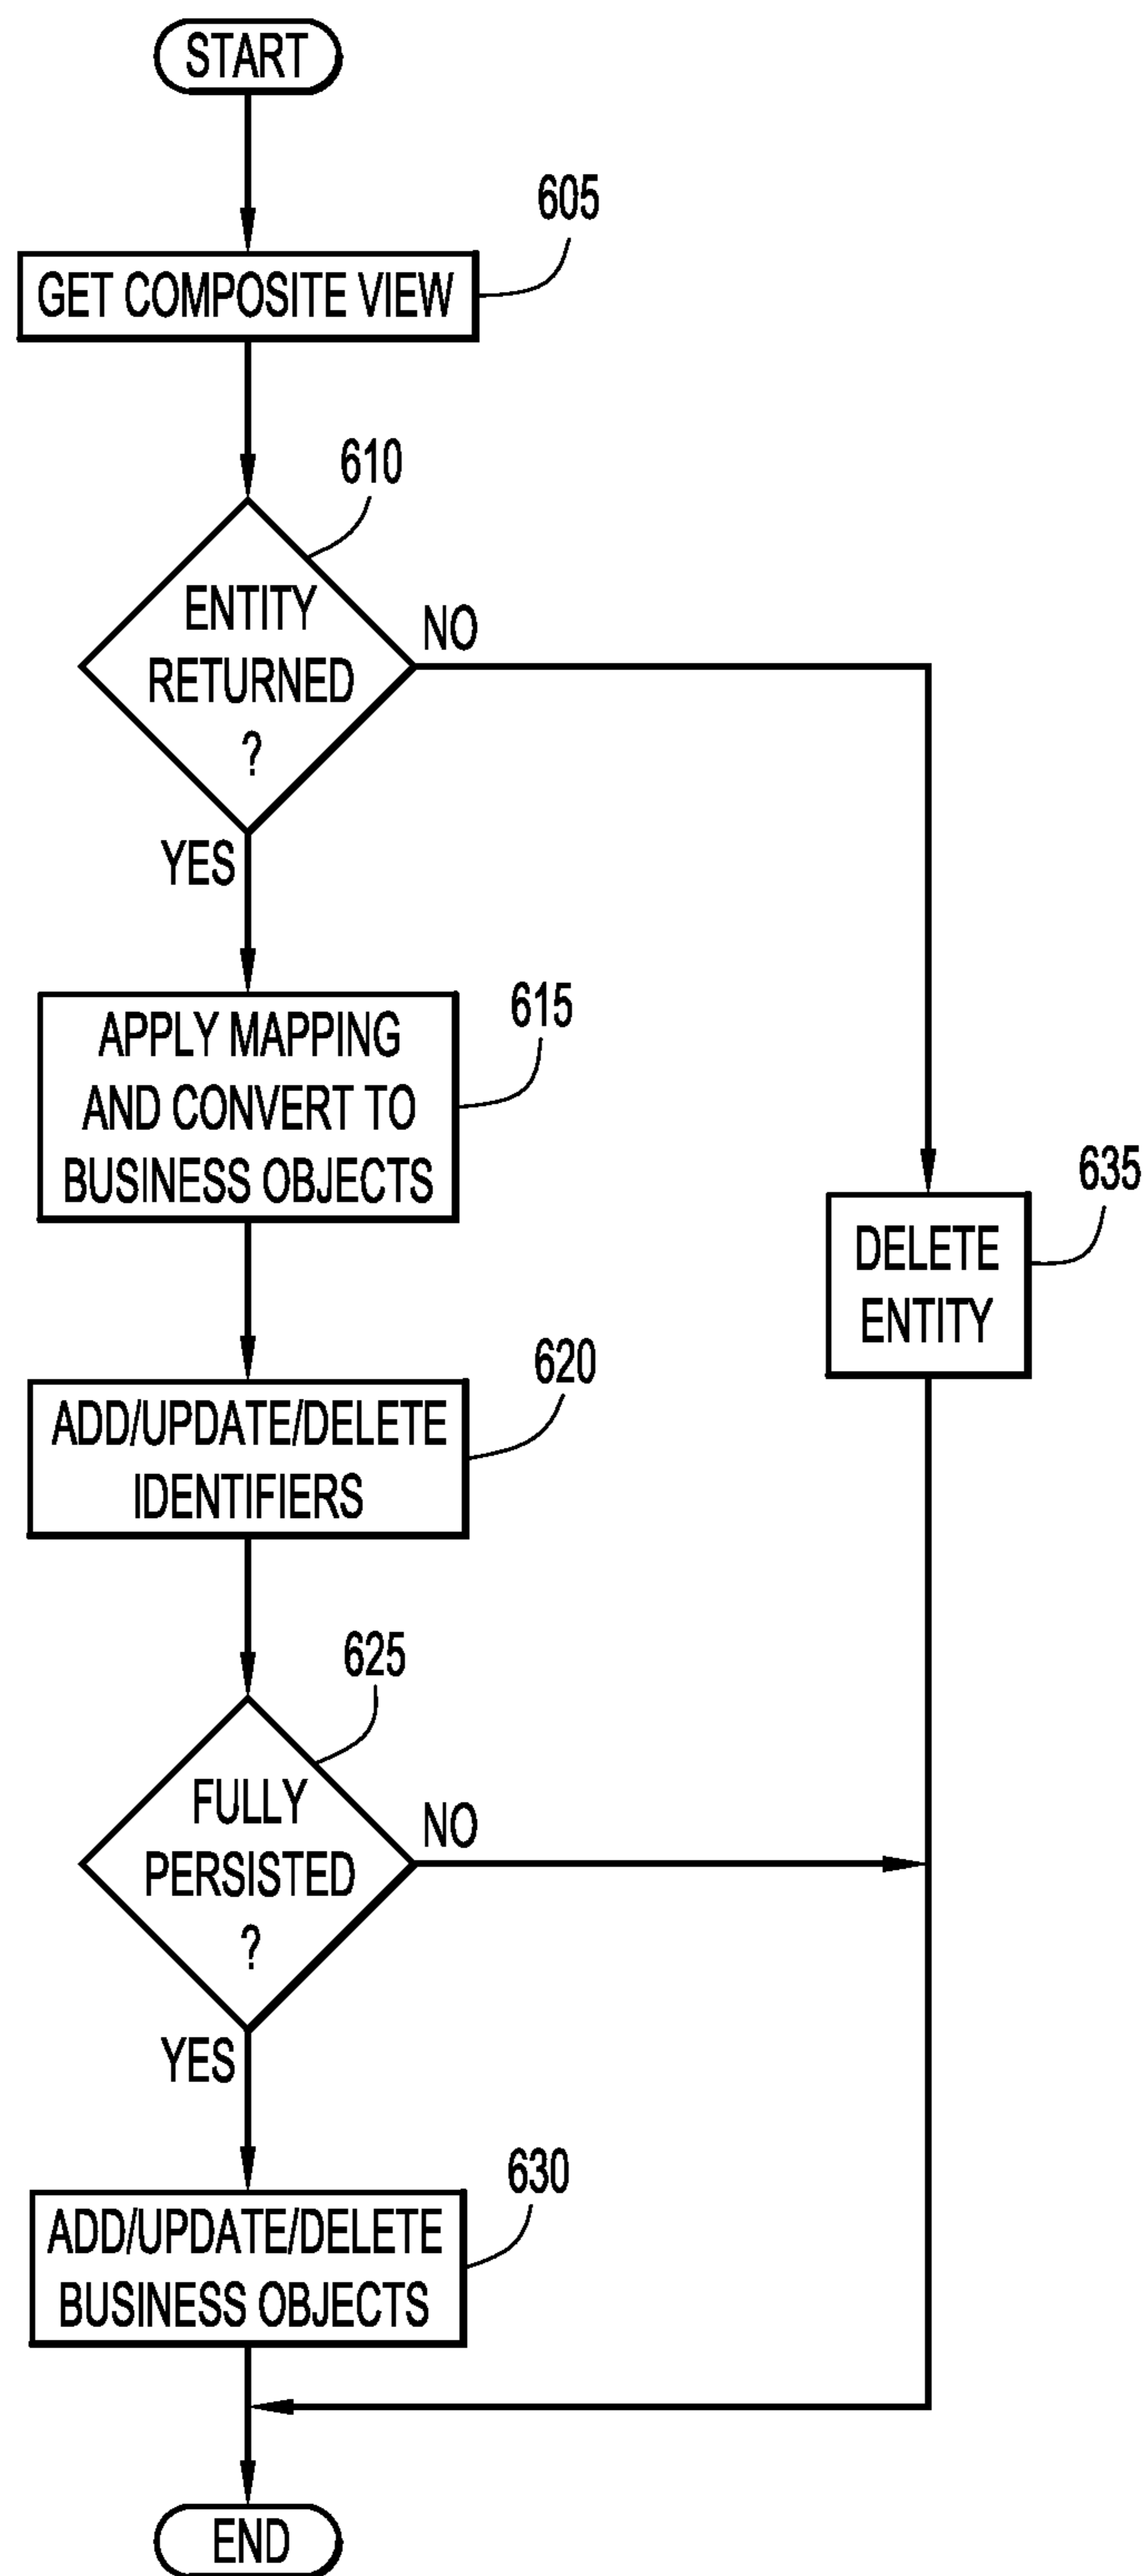 START
605
GET COMPOSITE VIEW
610
ENTITY
RETURNED
?
NO
YES
615
APPLY MAPPING
AND CONVERT TO
BUSINESS OBJECTS
635
DELETE
ENTITY
620
ADD/UPDATE/DELETE
IDENTIFIERS
625
FULLY
PERSISTED
?
NO
YES
630
ADD/UPDATE/DELETE
BUSINESS OBJECTS
END